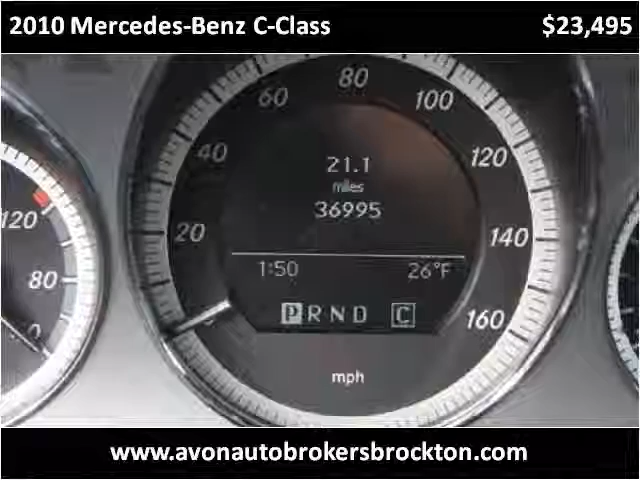 2010 Mercedes-Benz C-Class $23,495
80
60 100
40 120
21.1
miles
36995
120 20 140
1:50 26°F
80
P R N D C 160
0
mph
www.avonautobrokersbrockton.com